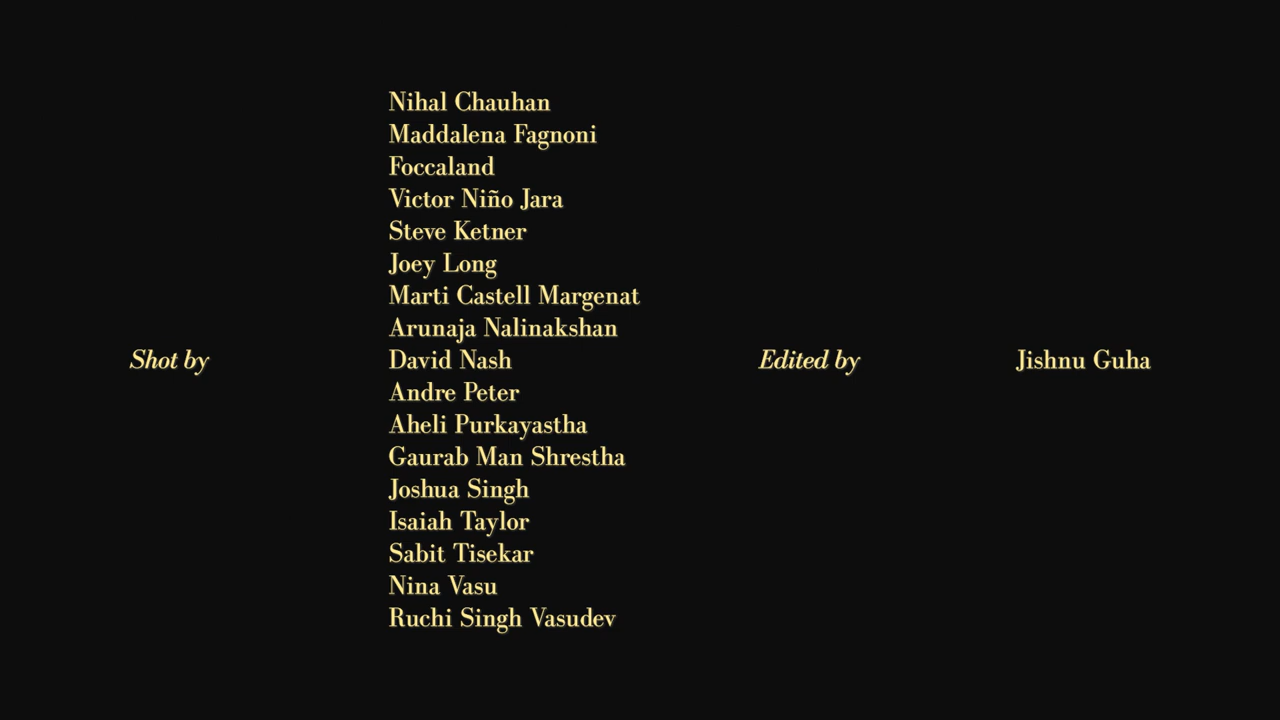 Shot by
Nihal Chauhan
Maddalena Fagnoni
Foccaland
Victor Niño Jara
Steve Ketner
Joey Long
Marti Castell Margenat
Arunaja Nalinakshan
David Nash
Andre Peter
Aheli Purkayastha
Gaurab Man Shrestha
Joshua Singh
Isaiah Taylor
Sabit Tisekar
Nina Vasu
Ruchi Singh Vasudev
Edited by
Jishnu Guha